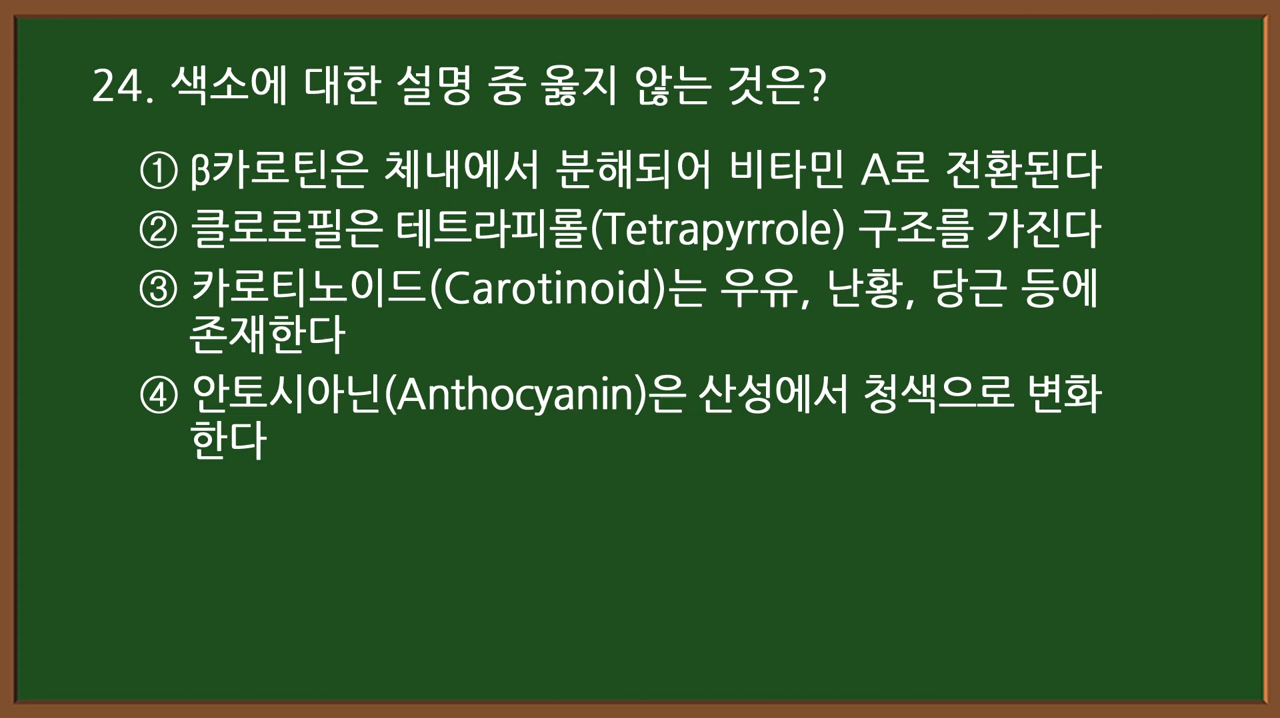 24. 색소에 대한 설명 중 옳지 않는 것은?
① β카로틴은 체내에서 분해되어 비타민 A로 전환된다
② 클로로필은 테트라피롤(Tetrapyrrole) 구조를 가진다
③ 카로티노이드(Carotinoid)는 우유, 난황, 당근 등에
존재한다
④ 안토시아닌(Anthocyanin)은 산성에서 청색으로 변화
한다